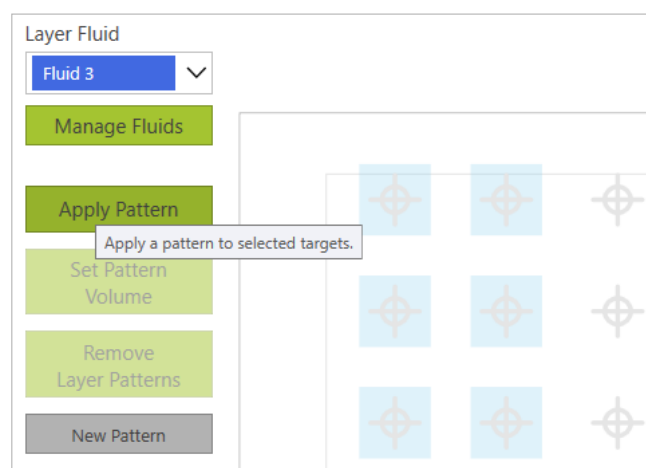 Layer Fluid
Fluid 3
Manage Fluids
Apply Pattern
Apply a pattern to selected targets.
Set Pattern
Volume
Remove
Layer Patterns
New Pattern